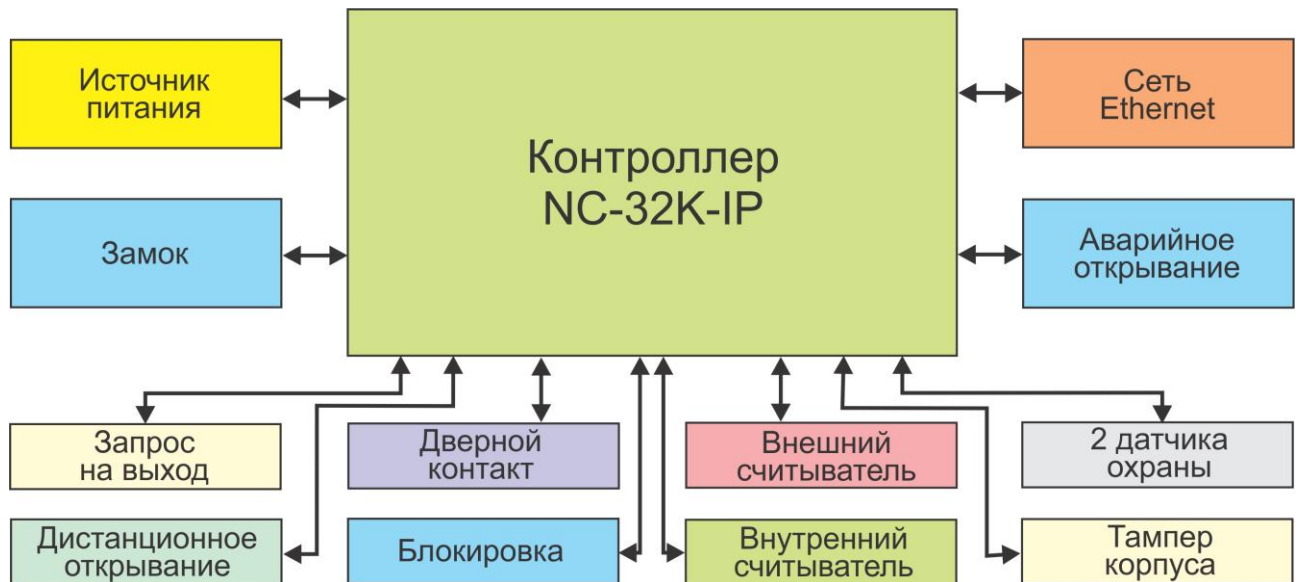 Источник
питания
Контроллер
NC-32K-IP
Сеть
Ethernet
Замок
Аварийное
открывание
Запрос
на выход
Дверной
контакт
Внешний
считыватель
2 датчика
охраны
Дистанционное
открывание
Блокировка
Внутренний
считыватель
Тампер
корпуса